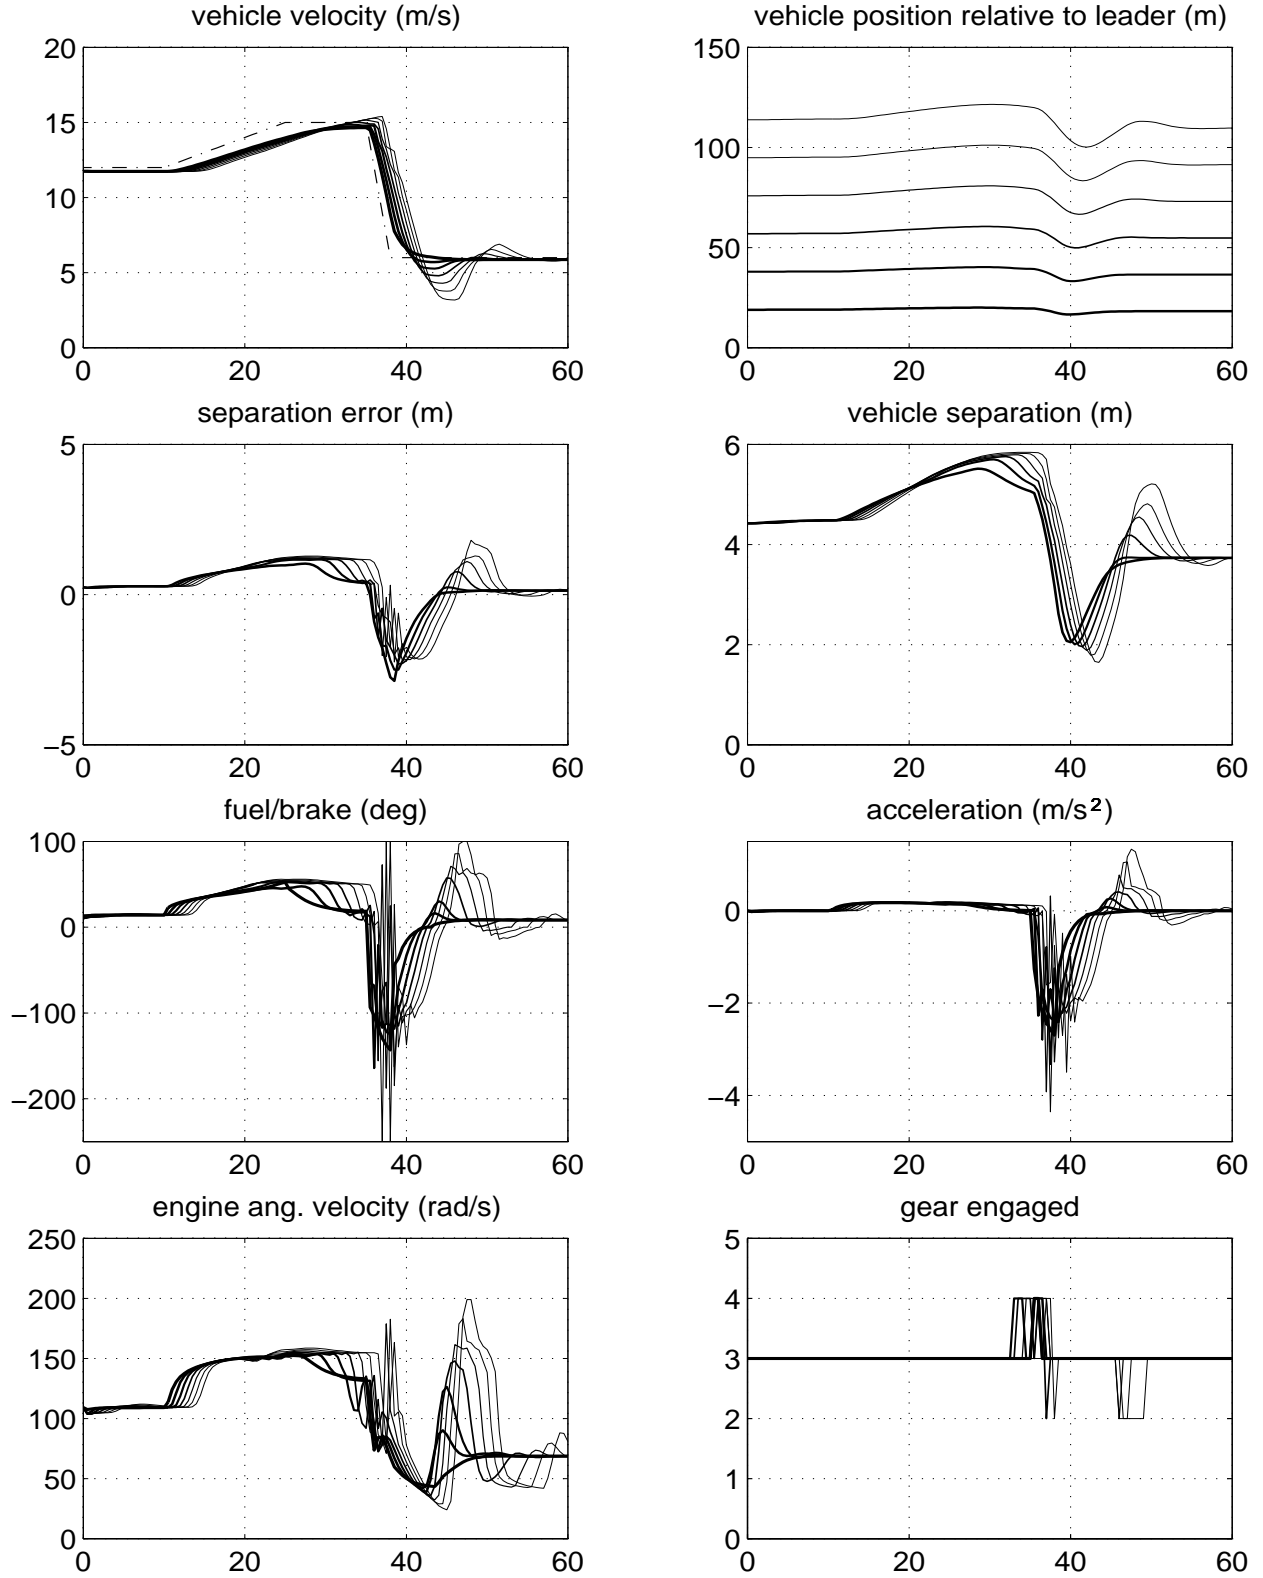 vehicle velocity (m/s)
20
15
10
5
0
0 20 40 60
vehicle position relative to leader (m)
150
100
50
0
0 20 40 60
separation error (m)
5
0
−5
0 20 40 60
vehicle separation (m)
6
4
2
0
0 20 40 60
fuel/brake (deg)
100
0
−100
−200
0 20 40 60
acceleration (m/s²)
0
−2
−4
0 20 40 60
engine ang. velocity (rad/s)
250
200
150
100
50
0
0 20 40 60
gear engaged
5
4
3
2
1
0
0 20 40 60